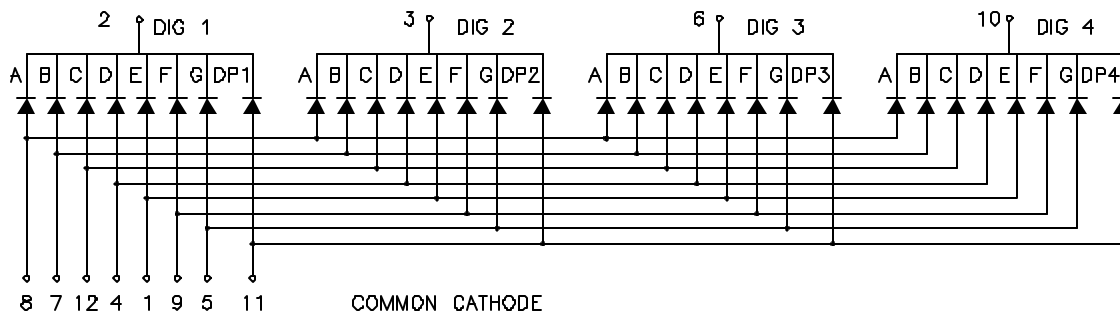 2 DIG 1 3 DIG 2 6 DIG 3 10 DIG 4
A B C D E F G DP1 A B C D E F G DP2 A B C D E F G DP3 A B C D E F G DP4
8 7 12 4 1 9 5 11 COMMON CATHODE